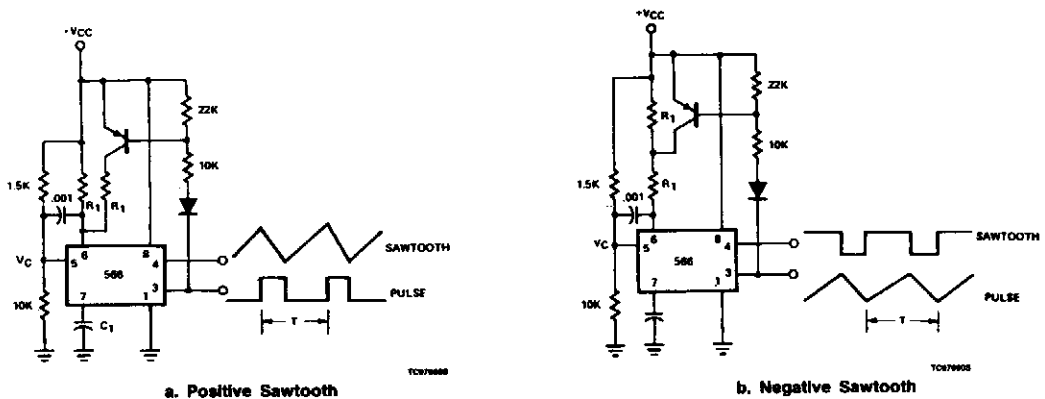 -VCC
22K
10K
1.5K
.001
R1
R1
VC
5
6
8
4
566
3
7
1
10K
C1
SAWTOOTH
PULSE
T
a. Positive Sawtooth
+VCC
22K
R1
10K
1.5K
R1
.001
VC
5
6
8
4
566
3
7
1
10K
SAWTOOTH
PULSE
T
b. Negative Sawtooth